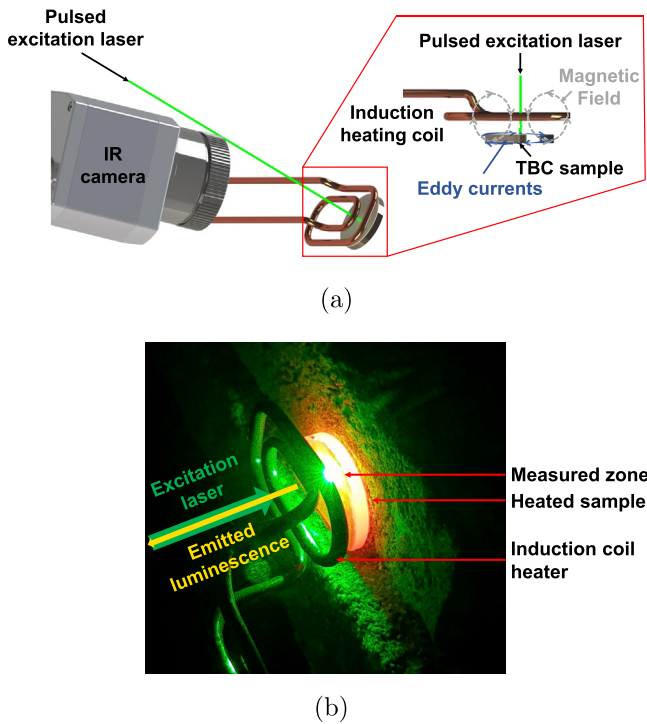 Pulsed
excitation laser
IR
camera
Pulsed excitation laser
Magnetic
Field
Induction
heating coil
TBC sample
Eddy currents
(a)
Excitation
laser
Emitted
luminescence
Measured zone
Heated sample
Induction coil
heater
(b)